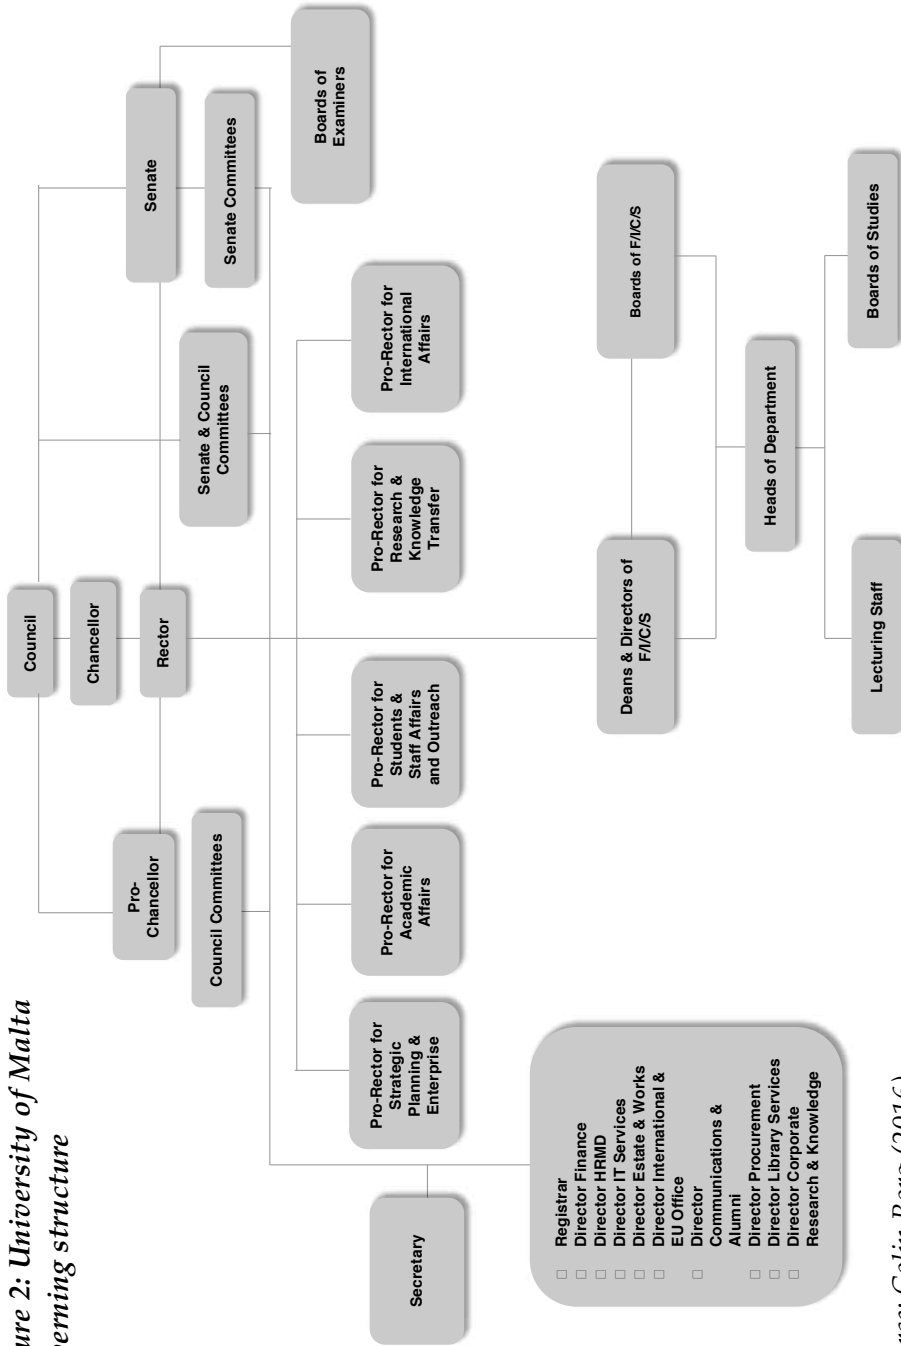 ure 2: University of Malta
erning structure
Council
Chancellor
Rector
Pro-
Chancellor
Senate
Council Committees
Senate & Council
Committees
Senate Committees
Boards of
Examiners
Pro-Rector for
Strategic
Planning &
Enterprise
Pro-Rector for
Academic
Affairs
Pro-Rector for
Students &
Staff Affairs
and Outreach
Pro-Rector for
Research &
Knowledge
Transfer
Pro-Rector for
International
Affairs
Secretary
□ Registrar
□ Director Finance
□ Director HRMD
□ Director IT Services
□ Director Estate & Works
□ Director International &
EU Office
□ Director
Communications &
Alumni
□ Director Procurement
□ Director Library Services
□ Director Corporate
Research & Knowledge
Deans & Directors of
F/I/C/S
Boards of F/I/C/S
Heads of Department
Lecturing Staff
Boards of Studies
Colin Borg (2016)